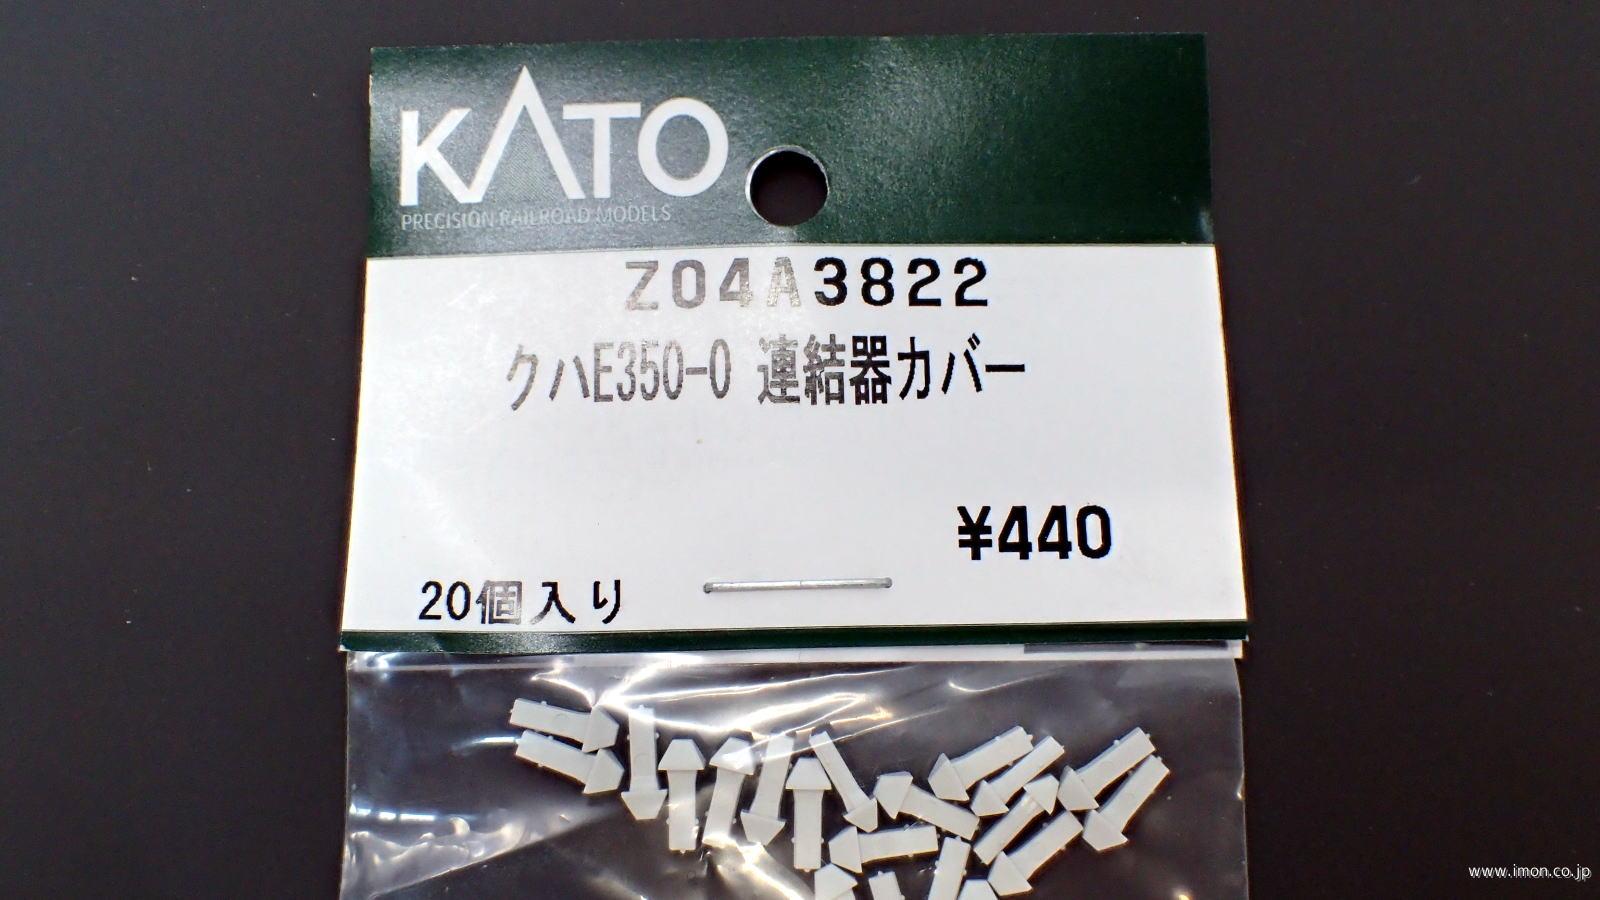 KATO
PRECISION RAILROAD MODELS
Z04A3822
クハE350-0 連結器カバー
¥440
20個入り
www.imon.co.jp